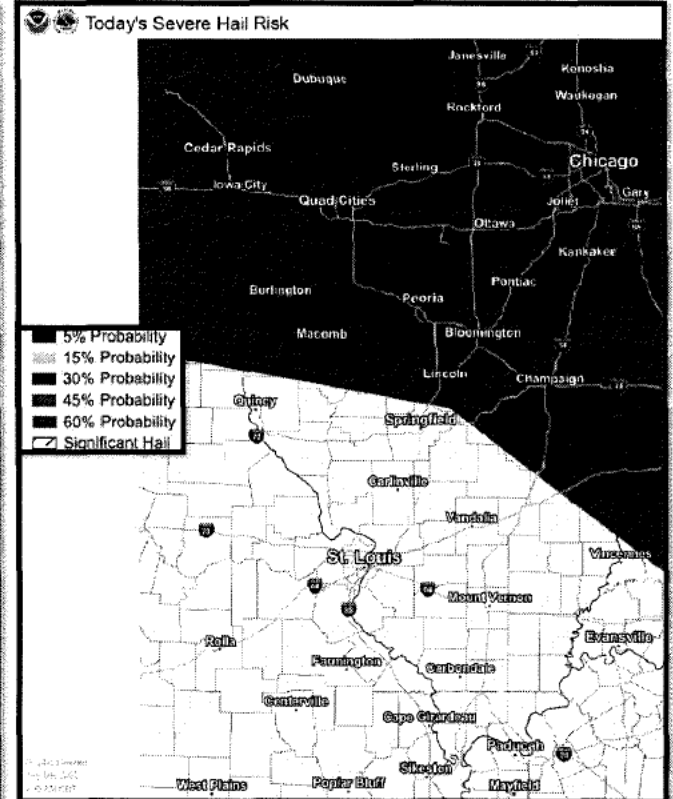 Today's Severe Hail Risk
Janesville
Kenosha
Dubuque
Waukegan
Rockford
Cedar Rapids
Chicago
Sterling
Iowa City
Gary
Quad Cities
Joliet
Ottawa
Kankakee
Pontiac
Burlington
Peoria
Macomb
Bloomington
5% Probability
15% Probability
30% Probability
45% Probability
60% Probability
Significant Hail
Lincoln
Champaign
Quincy
Springfield
Carlinville
Vandalia
St. Louis
Vincennes
Mount Vernon
Rolla
Evansville
Farmington
Carbondale
Centerville
Cape Girardeau
Paducah
Sikeston
West Plains
Poplar Bluff
Mayfield